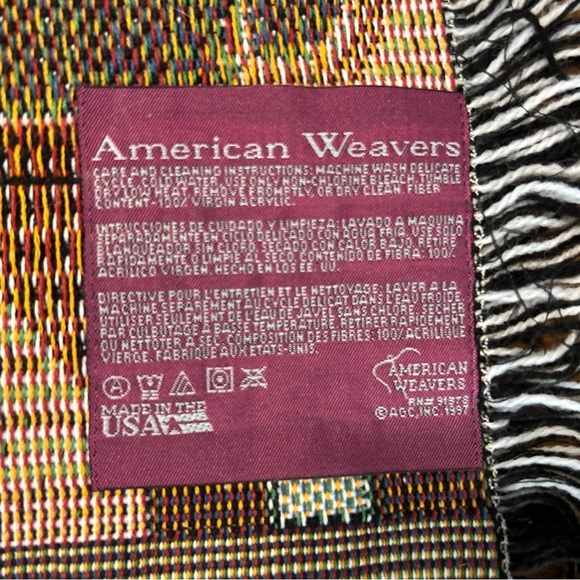 American Weavers
CARE AND CLEANING INSTRUCTIONS: MACHINE WASH DELICATE
CYCLE, COLD WATER, USE ONLY NON-CHLORINE BLEACH, TUMBLE
DRY LOW HEAT, REMOVE PROMPTLY, OR DRY CLEAN. FIBER
CONTENT-100% VIRGIN ACRYLIC.
INTRUCCIONES DE CUIDADO Y LIMPIEZA: LAVADO A MAQUINA
SEPARADAMENTE EN CICLO DELICADO CON AGUA FRIA. USE SOLO
BLANQUEADOR SIN CLORO, SECADO CON CALOR BAJO, RETIRE
RAPIDAMENTE O LIMPIE AL SECO. CONTENIDO DE FIBRA: 100%
ACRILICO VIRGEN. HECHO EN LOS EE. UU.
DIRECTIVE POUR L'ENTRETIEN ET LE NETTOYAGE: LAVER A LA
MACHINE SEPAREMENT AU CYCLE DELICAT DANS L'EAU FROIDE,
UTILISER SEULEMENT DE L'EAU DE JAVEL SANS CHLORE, SECHER
PAR CULBUTAGE A BASSE TEMPERATURE, RETIRER RAPIDEMENT
OU NETTOTER A SEC. COMPOSITION DES FIBRES: 100% ACRILIQUE
VIERGE. FABRIQUE AUX ETATS-UNIS.
A
MADE IN THE
USA
AMERICAN
WEAVERS
RN# 91978
© AGC, INC. 1997